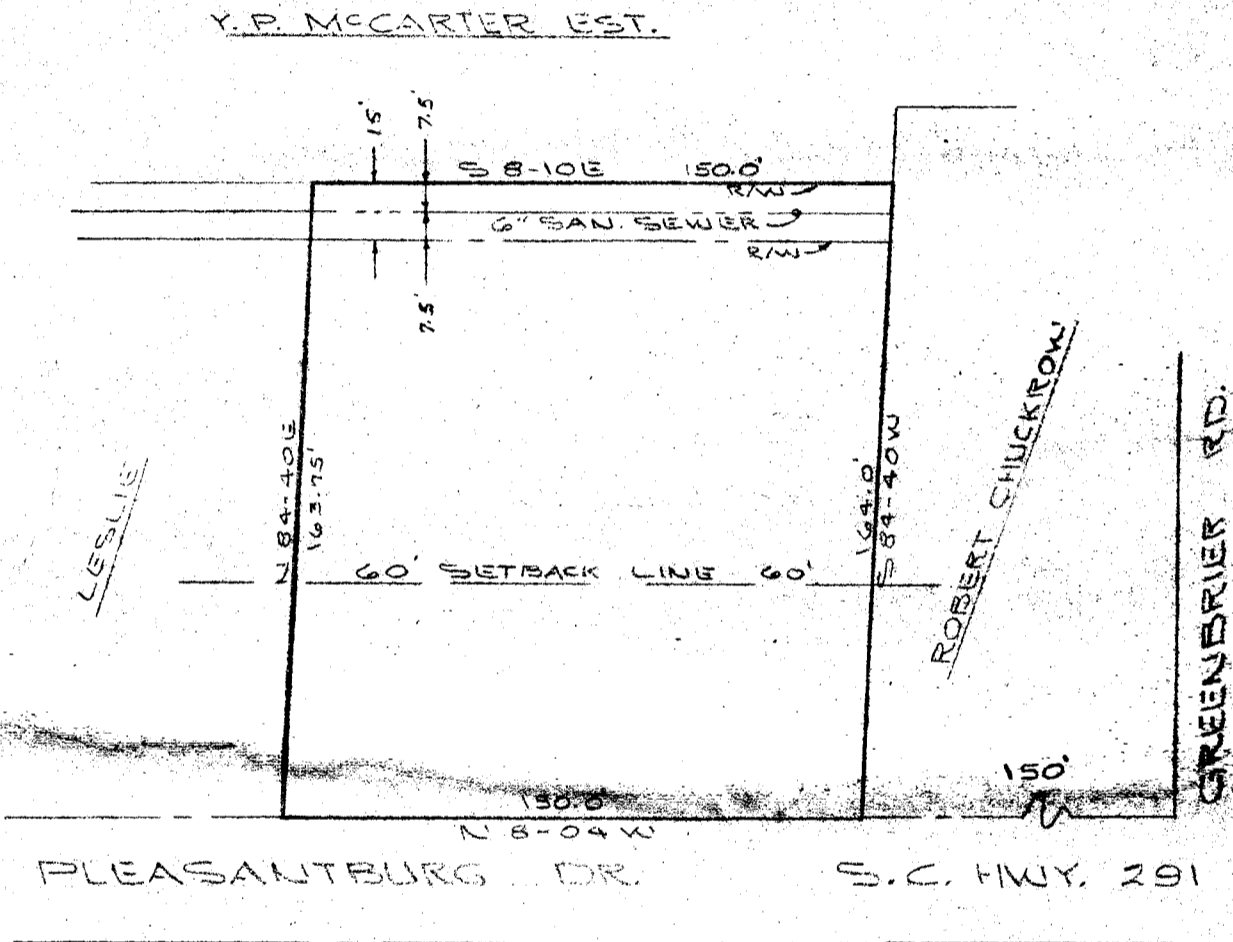 Y. P. McCARTER EST.
15'
7.5'
S 8-10E 150.0'
R/W
6" SAN. SEWER
R/W
7.5'
N 84-40E
163.75'
164.0'
S 84-40W
LESLIE
ROBERT CHUCKROW
GREENBRIER RD.
60' SETBACK LINE 60'
150.0'
N 8-04 W
150'
PLEASANTBURG DR. S.C. HWY. 291